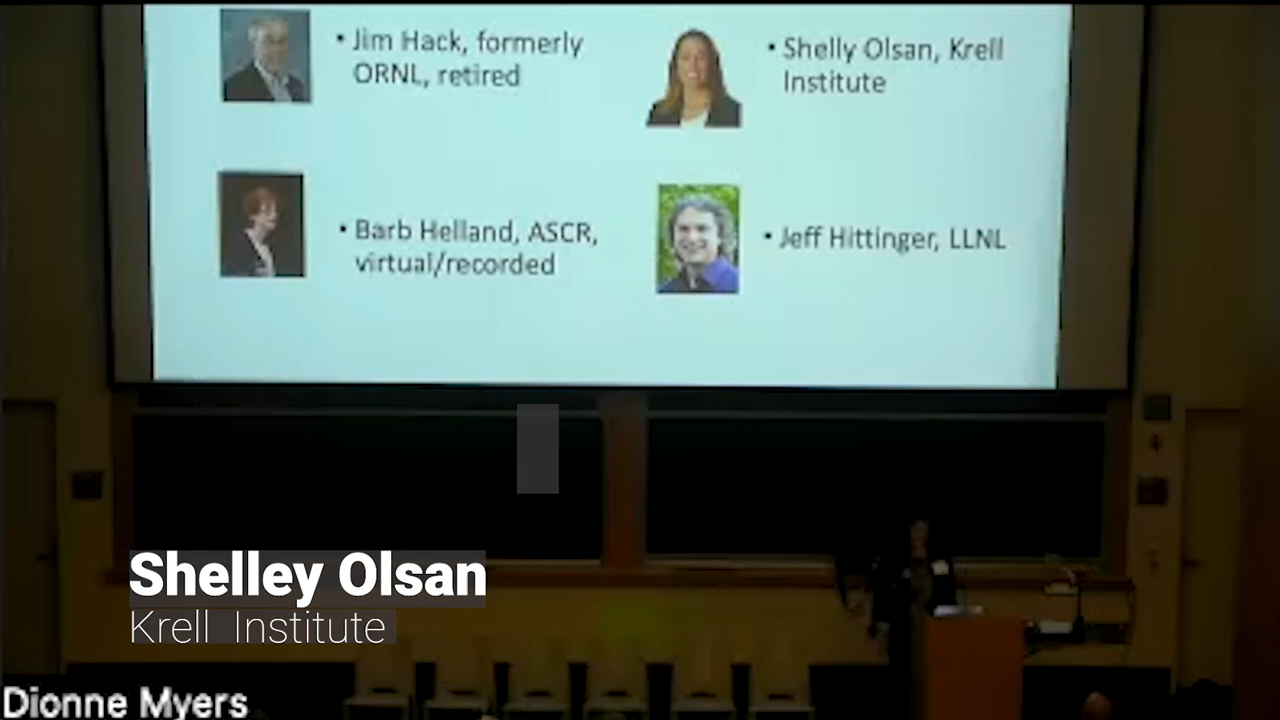 • Jim Hack, formerly
ORNL, retired
• Shelly Olsan, Krell
Institute
• Barb Helland, ASCR,
virtual/recorded
• Jeff Hittinger, LLNL
Shelley Olsan
Krell Institute
Dionne Myers